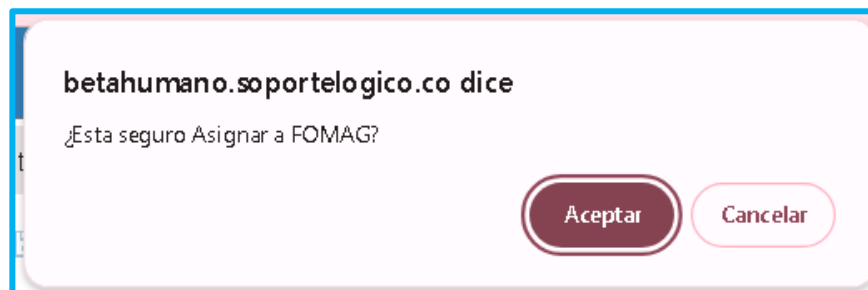 betahumano.soportelogico.co dice
¿Esta seguro Asignar a FOMAG?
Aceptar Cancelar